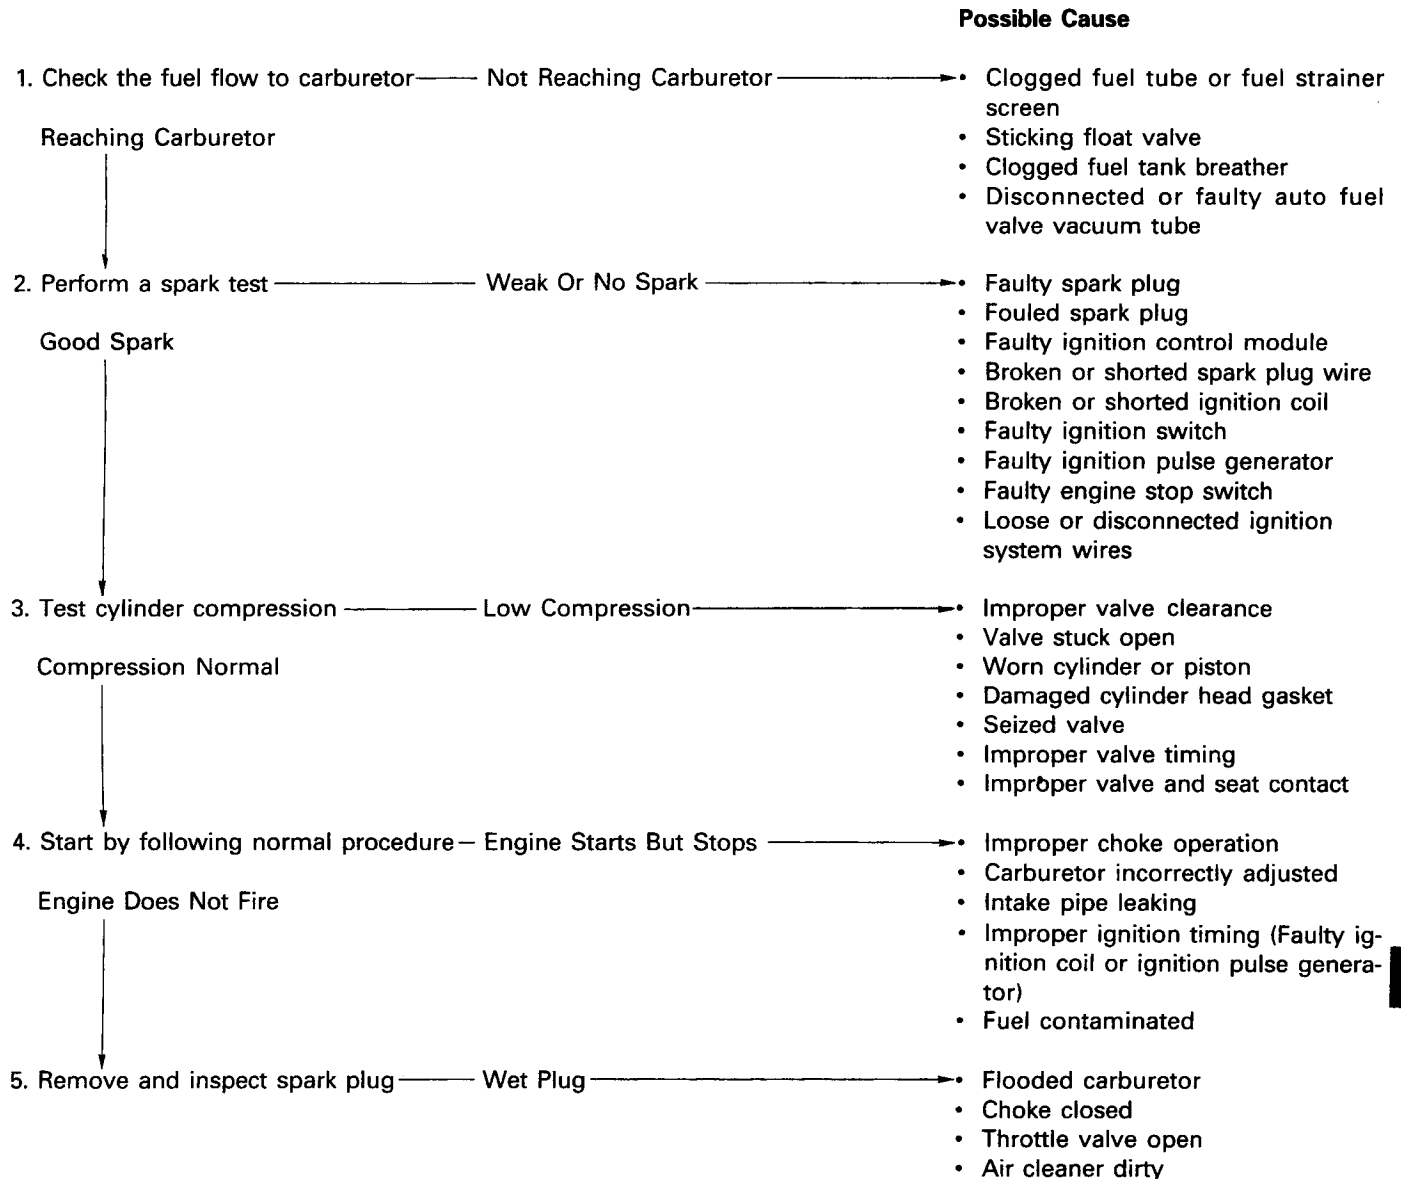 Possible Cause
1. Check the fuel flow to carburetor Not Reaching Carburetor • Clogged fuel tube or fuel strainer
screen
Reaching Carburetor • Sticking float valve
• Clogged fuel tank breather
• Disconnected or faulty auto fuel
valve vacuum tube
2. Perform a spark test Weak Or No Spark • Faulty spark plug
• Fouled spark plug
Good Spark • Faulty ignition control module
• Broken or shorted spark plug wire
• Broken or shorted ignition coil
• Faulty ignition switch
• Faulty ignition pulse generator
• Faulty engine stop switch
• Loose or disconnected ignition
system wires
3. Test cylinder compression Low Compression • Improper valve clearance
• Valve stuck open
Compression Normal • Worn cylinder or piston
• Damaged cylinder head gasket
• Seized valve
• Improper valve timing
• Improper valve and seat contact
4. Start by following normal procedure Engine Starts But Stops • Improper choke operation
• Carburetor incorrectly adjusted
Engine Does Not Fire • Intake pipe leaking
• Improper ignition timing (Faulty ig-
nition coil or ignition pulse genera-
tor)
• Fuel contaminated
5. Remove and inspect spark plug Wet Plug • Flooded carburetor
• Choke closed
• Throttle valve open
• Air cleaner dirty